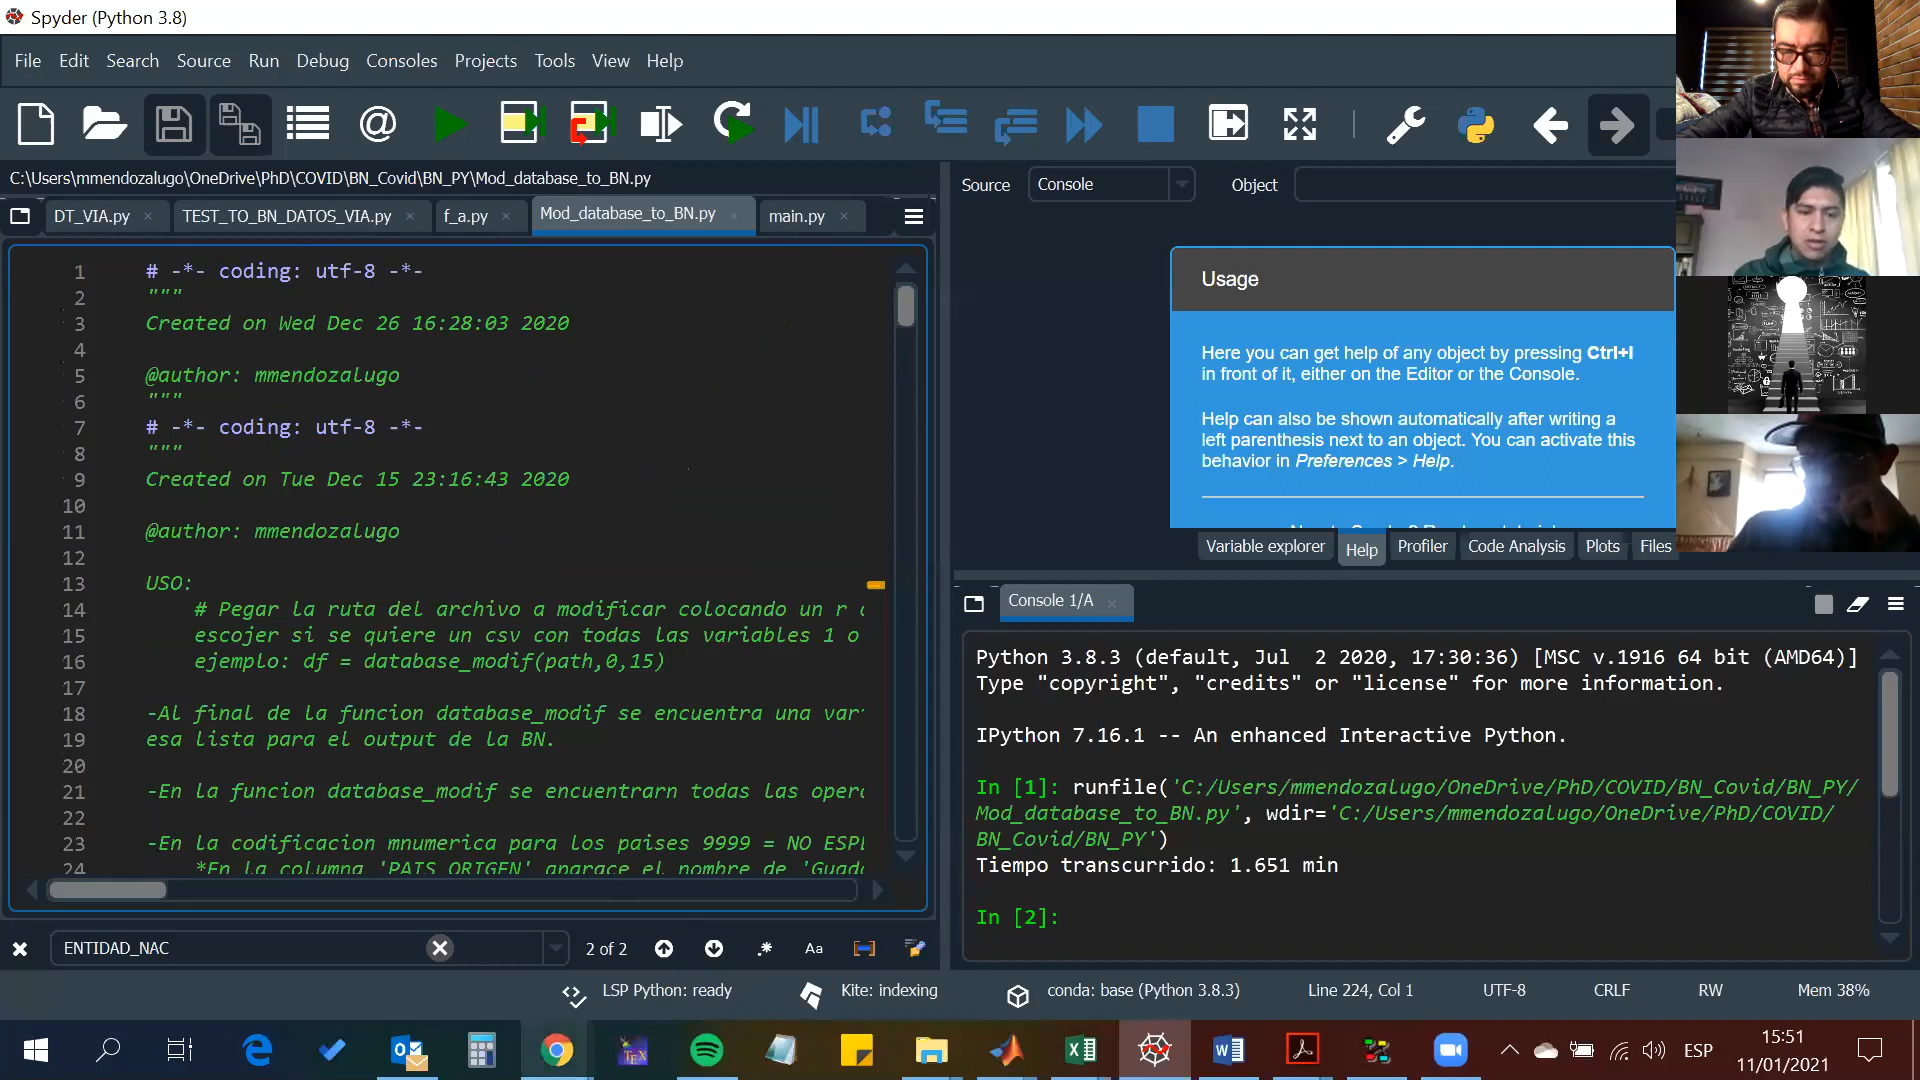 Spyder (Python 3.8)
File Edit Search Source Run Debug Consoles Projects Tools View Help
C:\Users\mmendozalugo\OneDrive\PhD\COVID\BN_Covid\BN_PY\Mod_database_to_BN.py
DT_VIA.py TEST_TO_BN_DATOS_VIA.py f_a.py Mod_database_to_BN.py main.py
1 # -*- coding: utf-8 -*-
2 """
3 Created on Wed Dec 26 16:28:03 2020
4
5 @author: mmendozalugo
6 """
7 # -*- coding: utf-8 -*-
8 """
9 Created on Tue Dec 15 23:16:43 2020
10
11 @author: mmendozalugo
12
13 USO:
14 # Pegar la ruta del archivo a modificar colocando un r
15 escojer si se quiere un csv con todas las variables 1 o
16 ejemplo: df = database_modif(path,0,15)
17
18 -Al final de la funcion database_modif se encuentra una
19 esa lista para el output de la BN.
20
21 -En la funcion database_modif se encuentrarn todas las
22
23 -En la codificacion mnumerica para los paises 9999 = NO
24 *En la columna 'PAIS_ORIGEN' aparace el nombre de
ENTIDAD_NAC 2 of 2 .* Aa
Source Console Object
Usage
Here you can get help of any object by pressing Ctrl+I
in front of it, either on the Editor or the Console.
Help can also be shown automatically after writing a
left parenthesis next to an object. You can activate this
behavior in Preferences > Help.
Variable explorer Help Profiler Code Analysis Plots Files
Console 1/A
Python 3.8.3 (default, Jul 2 2020, 17:30:36) [MSC v.1916 64 bit (AMD64)]
Type "copyright", "credits" or "license" for more information.
IPython 7.16.1 -- An enhanced Interactive Python.
In [1]: runfile('C:/Users/mmendozalugo/OneDrive/PhD/COVID/BN_Covid/BN_PY/
Mod_database_to_BN.py', wdir='C:/Users/mmendozalugo/OneDrive/PhD/COVID/
BN_Covid/BN_PY')
Tiempo transcurrido: 1.651 min
In [2]:
LSP Python: ready Kite: indexing conda: base (Python 3.8.3) Line 224, Col 1 UTF-8 CRLF RW Mem 38%
ESP
15:51
11/01/2021